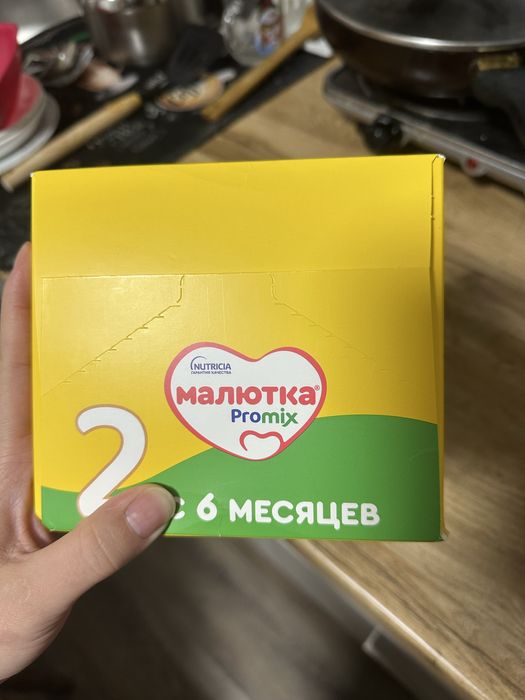 NUTRICIA
ГАРАНТИЯ КАЧЕСТВА
МАЛЮТКА®
Promix
2
с 6 МЕСЯЦЕВ